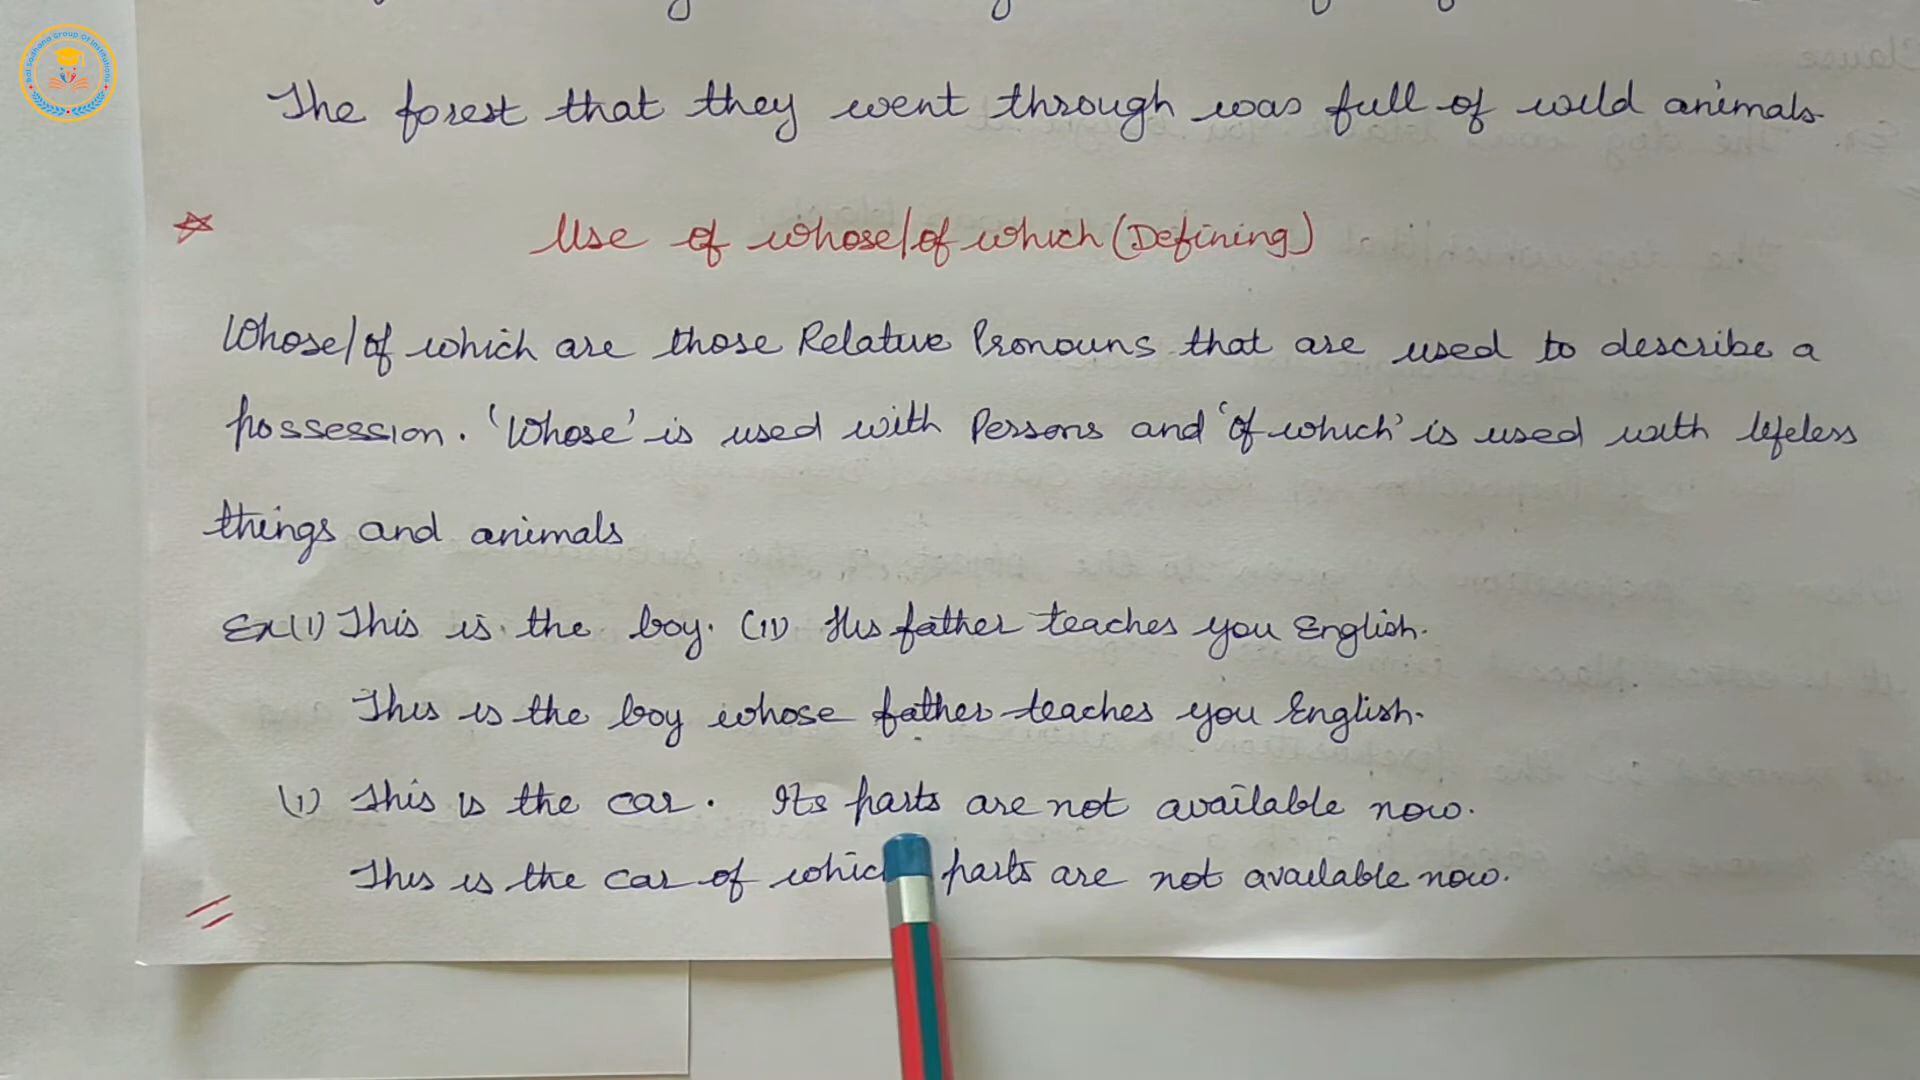 The forest that they went through was full of wild animals.
Use of whose/of which (Defining)
Whose/of which are those Relative Pronouns that are used to describe a
possession. 'Whose' is used with Persons and 'of which' is used with lifeless
things and animals
Ex(i) This is the boy. (ii) His father teaches you English.
This is the boy whose father teaches you English.
(i) This is the car. Its parts are not available now.
This is the car of which parts are not available now.